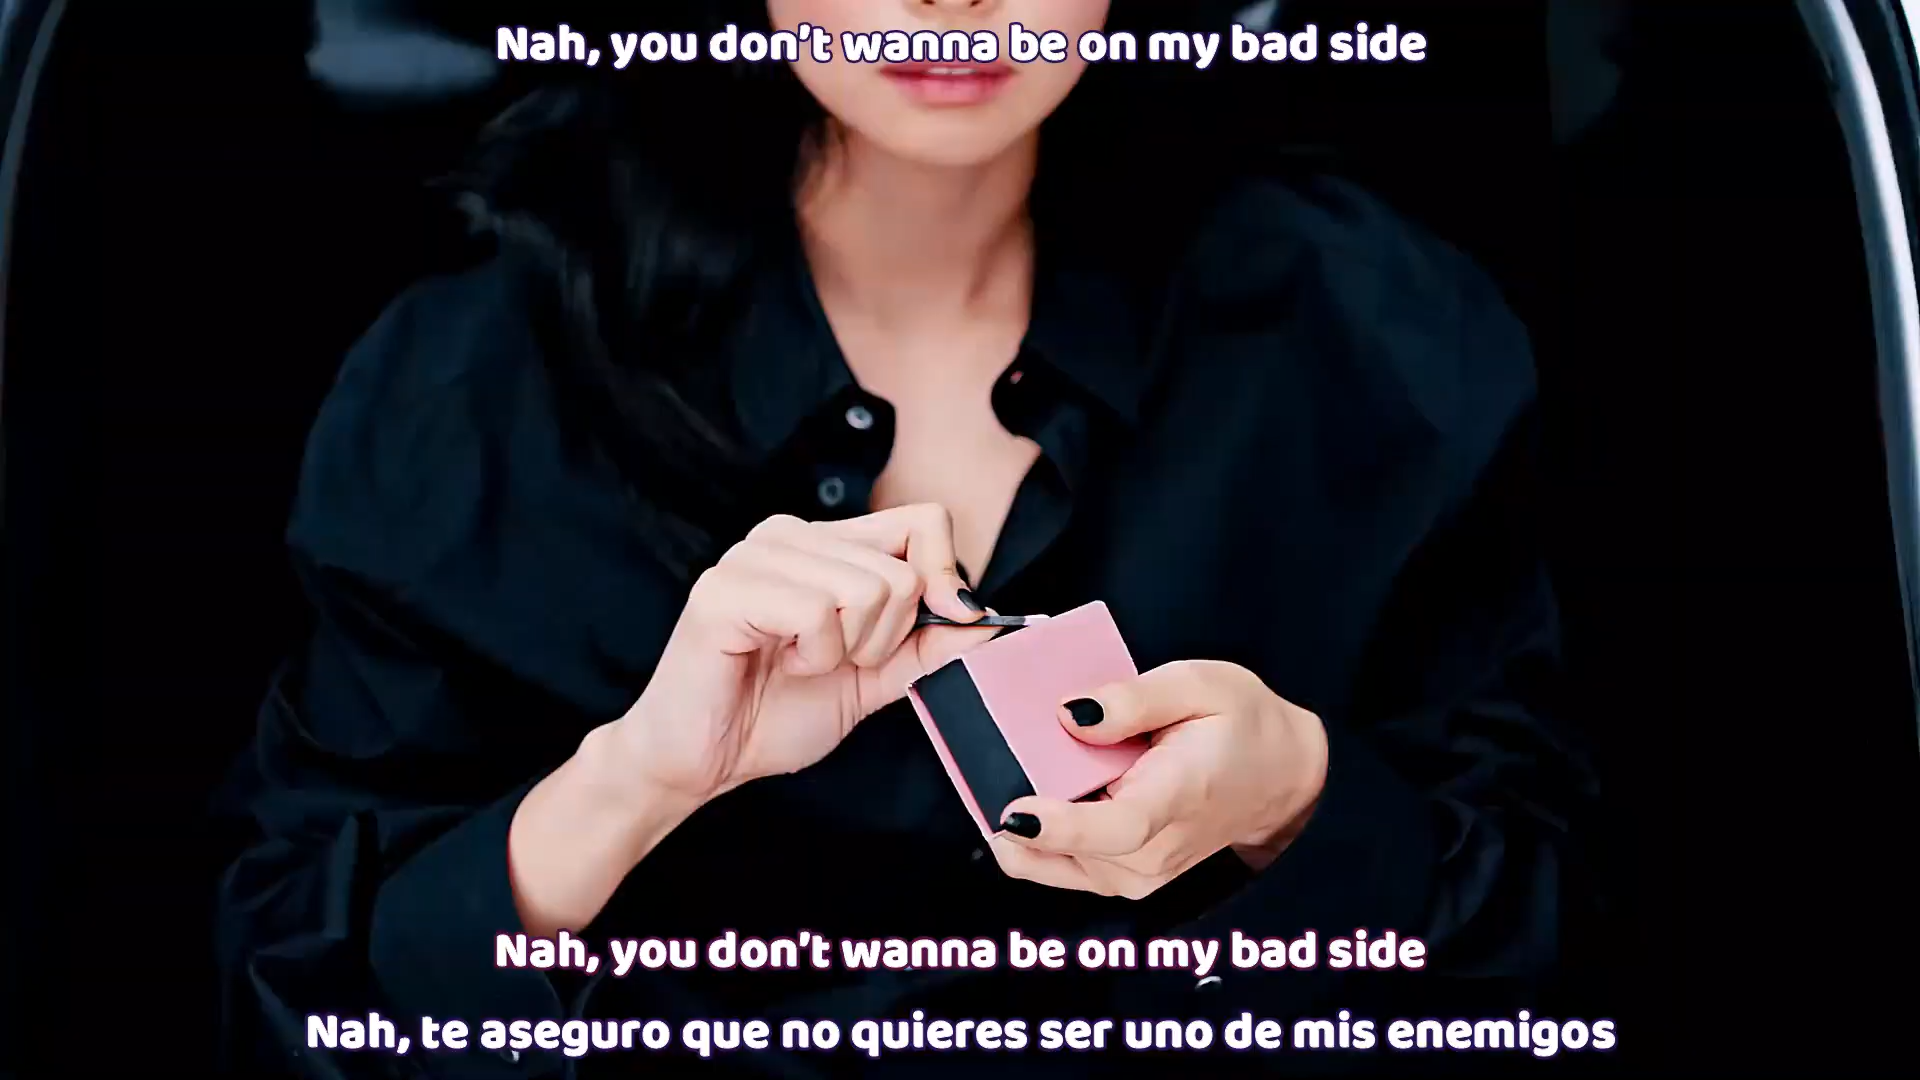 Nah, you don't wanna be on my bad side
Nah, you don't wanna be on my bad side
Nah, te aseguro que no quieres ser uno de mis enemigos